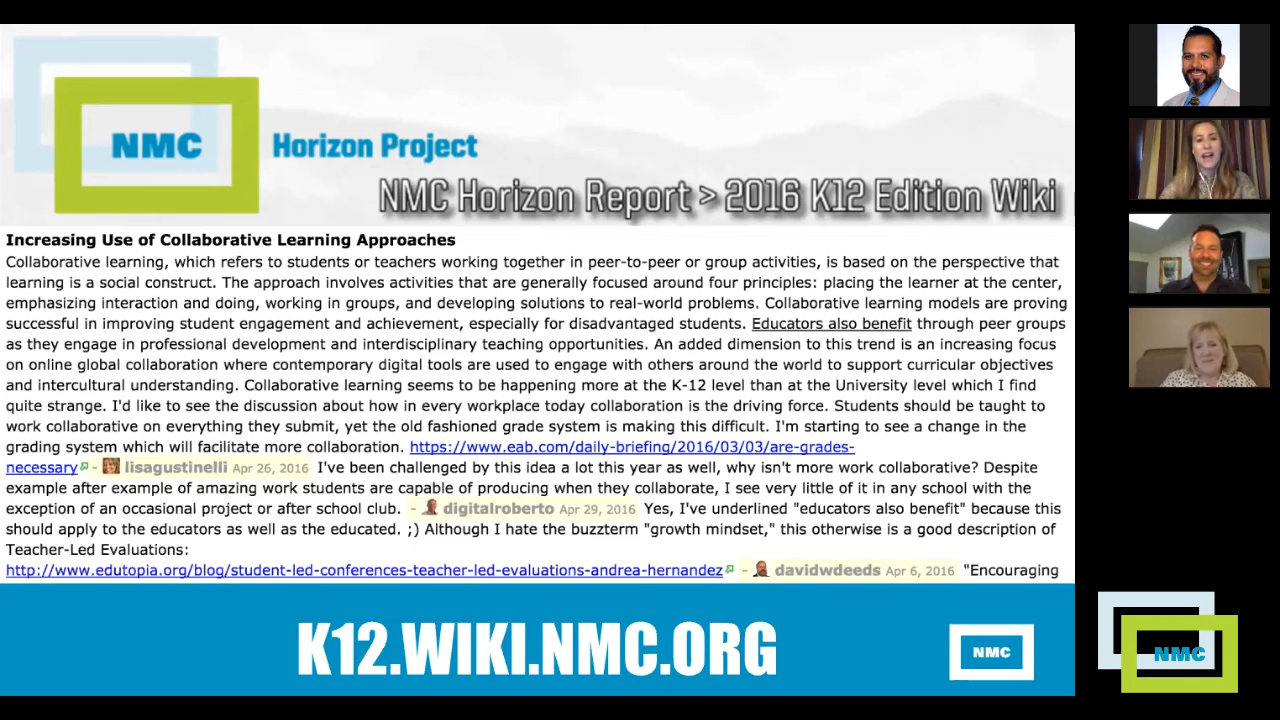 NMC
Horizon Project
NMC Horizon Report > 2016 K12 Edition Wiki
Increasing Use of Collaborative Learning Approaches
Collaborative learning, which refers to students or teachers working together in peer-to-peer or group activities, is based on the perspective that
learning is a social construct. The approach involves activities that are generally focused around four principles: placing the learner at the center,
emphasizing interaction and doing, working in groups, and developing solutions to real-world problems. Collaborative learning models are proving
successful in improving student engagement and achievement, especially for disadvantaged students. Educators also benefit through peer groups
as they engage in professional development and interdisciplinary teaching opportunities. An added dimension to this trend is an increasing focus
on online global collaboration where contemporary digital tools are used to engage with others around the world to support curricular objectives
and intercultural understanding. Collaborative learning seems to be happening more at the K-12 level than at the University level which I find
quite strange. I'd like to see the discussion about how in every workplace today collaboration is the driving force. Students should be taught to
work collaborative on everything they submit, yet the old fashioned grade system is making this difficult. I'm starting to see a change in the
grading system which will facilitate more collaboration. https://www.eab.com/daily-briefing/2016/03/03/are-grades-
necessary - lisagustinelli Apr 26, 2016 I've been challenged by this idea a lot this year as well, why isn't more work collaborative? Despite
example after example of amazing work students are capable of producing when they collaborate, I see very little of it in any school with the
exception of an occasional project or after school club. - digitalroberto Apr 29, 2016 Yes, I've underlined "educators also benefit" because this
should apply to the educators as well as the educated. ;) Although I hate the buzzterm "growth mindset," this otherwise is a good description of
Teacher-Led Evaluations:
http://www.edutopia.org/blog/student-led-conferences-teacher-led-evaluations-andrea-hernandez - davidwdeeds Apr 6, 2016 "Encouraging
K12.WIKI.NMC.ORG
NMC
NMC